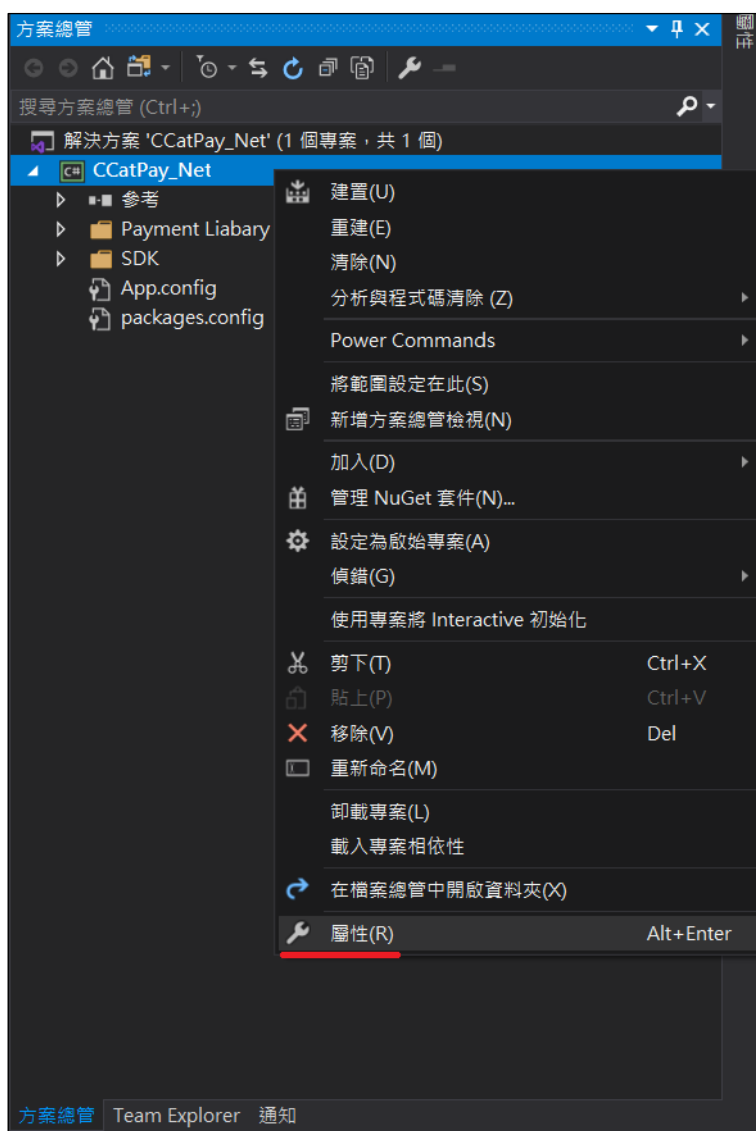 方案總管
屬性
搜尋方案總管 (Ctrl+;)
解決方案 'CCatPay_Net' (1 個專案，共 1 個)
C# CCatPay_Net
參考
Payment Liabary
SDK
App.config
packages.config
建置(U)
重建(E)
清除(N)
分析與程式碼清除 (Z)
Power Commands
將範圍設定在此(S)
新增方案總管檢視(N)
加入(D)
管理 NuGet 套件(N)...
設定為啟始專案(A)
偵錯(G)
使用專案將 Interactive 初始化
剪下(T) Ctrl+X
貼上(P) Ctrl+V
移除(V) Del
重新命名(M)
卸載專案(L)
載入專案相依性
在檔案總管中開啟資料夾(X)
屬性(R) Alt+Enter
方案總管 Team Explorer 通知